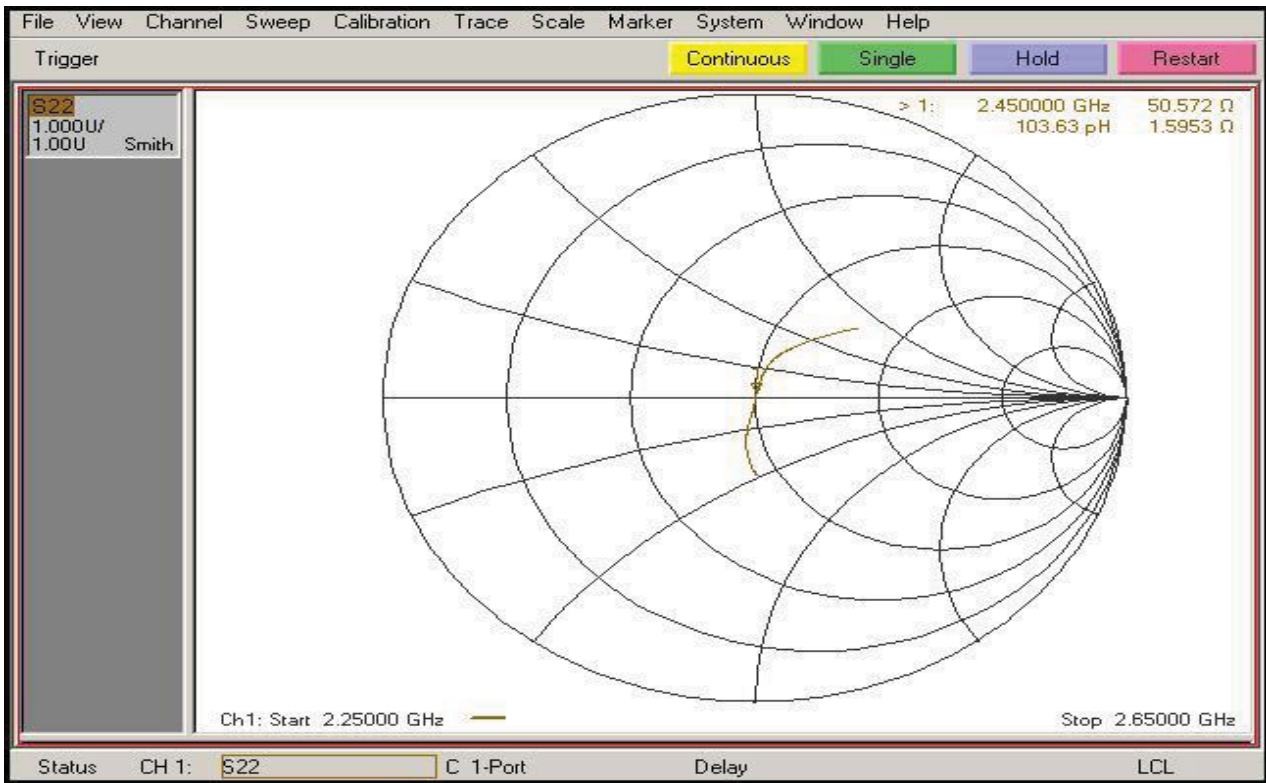 File View Channel Sweep Calibration Trace Scale Marker System Window Help
Trigger Continuous Single Hold Restart
S22
1.000U/
1.00U Smith
> 1: 2.450000 GHz 50.572 Ω
103.63 pH 1.5953 Ω
Ch1: Start 2.25000 GHz Stop 2.65000 GHz
Status CH 1: S22 C 1-Port Delay LCL